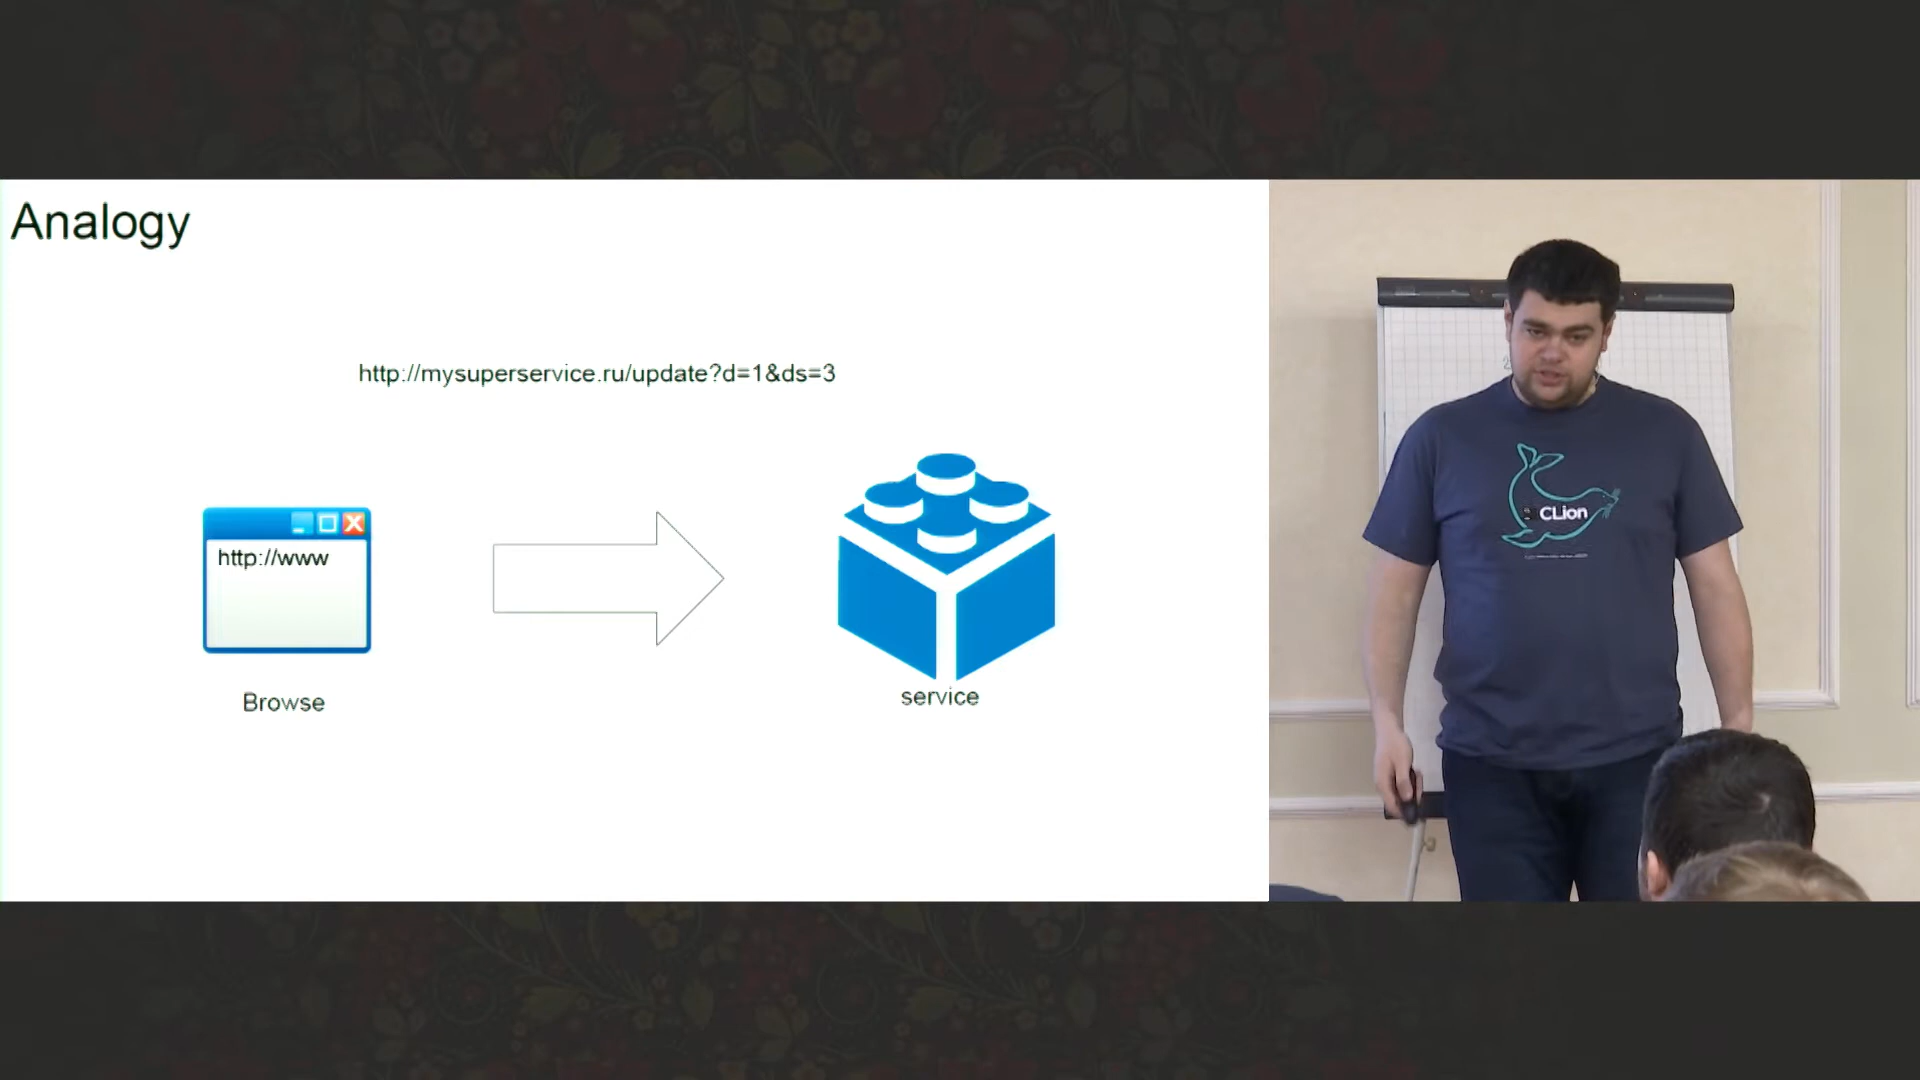 Analogy
http://mysuperservice.ru/update?d=1&ds=3
http://www
Browse
service
CLion